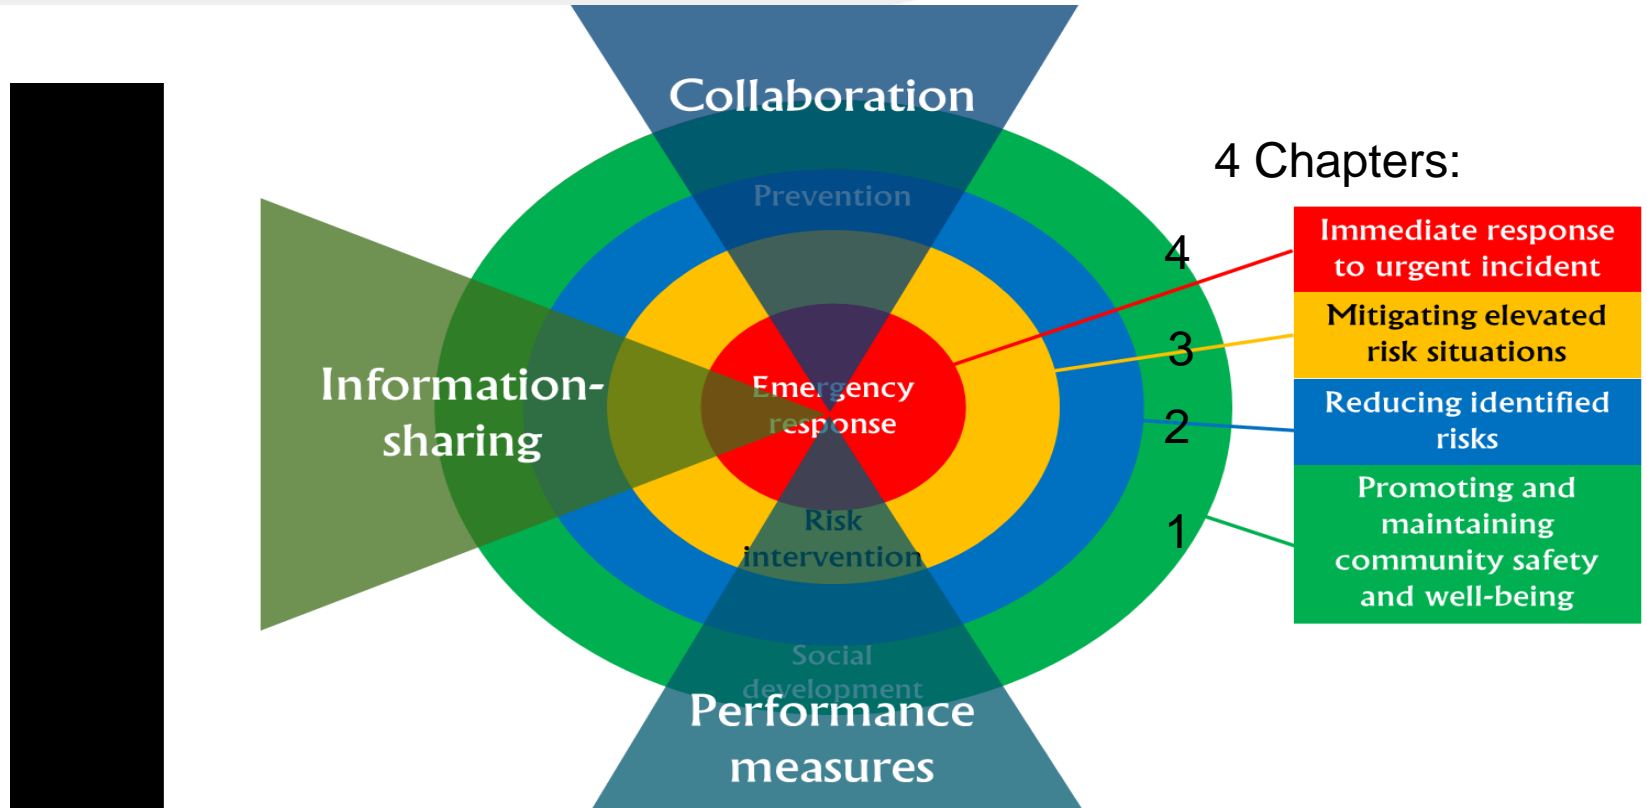 Collaboration
4 Chapters:
Prevention
4
Immediate response
to urgent incident
3
Mitigating elevated
risk situations
Information-
sharing
Emergency
response
2
Reducing identified
risks
1
Promoting and
maintaining
community safety
and well-being
Risk
intervention
Social
development
Performance
measures